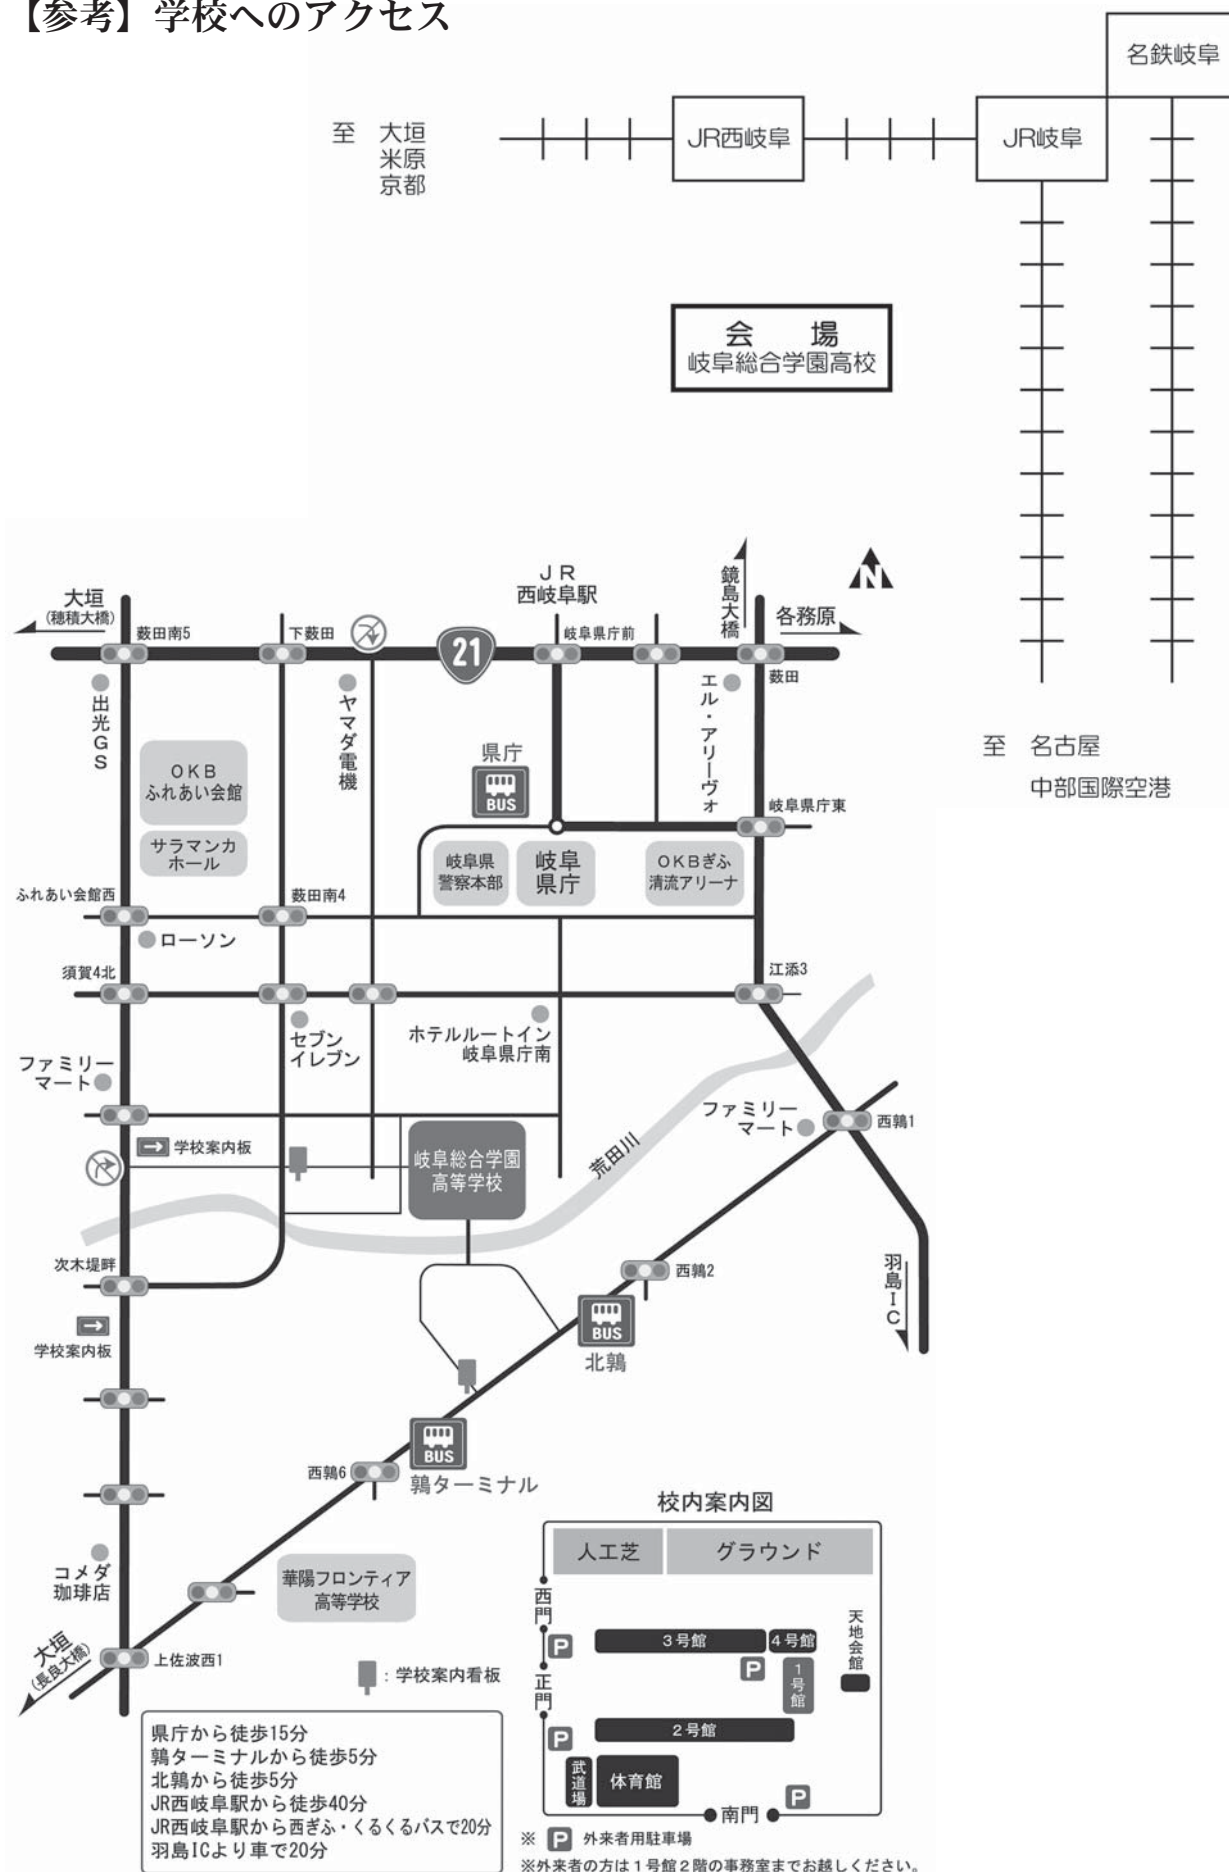 【参考】学校へのアクセス
名鉄岐阜
至 大垣
米原
京都
JR西岐阜
JR岐阜
会 場
岐阜総合学園高校
至 名古屋
中部国際空港
大垣
(穂積大橋)
薮田南5
下薮田
21
JR
西岐阜駅
岐阜県庁前
鏡島大橋
各務原
N
薮田
出光GS
ヤマダ電機
エル・アリーヴォ
OKB
ふれあい会館
サラマンカ
ホール
県庁
BUS
岐阜県庁東
岐阜県
警察本部
岐阜
県庁
OKBぎふ
清流アリーナ
ふれあい会館西
薮田南4
ローソン
須賀4北
江添3
セブン
イレブン
ホテルルートイン
岐阜県庁南
ファミリー
マート
ファミリー
マート
西鶉1
学校案内板
岐阜総合学園
高等学校
荒田川
次木堤畔
西鶉2
羽島IC
学校案内板
BUS
北鶉
BUS
鶉ターミナル
西鶉6
コメダ
珈琲店
華陽フロンティア
高等学校
大垣
(長良大橋)
上佐波西1
:学校案内看板
県庁から徒歩15分
鶉ターミナルから徒歩5分
北鶉から徒歩5分
JR西岐阜駅から徒歩40分
JR西岐阜駅から西ぎふ・くるくるバスで20分
羽島ICより車で20分
校内案内図
人工芝
グラウンド
西門
P
3号館
4号館
天地会館
P
1号館
正門
P
2号館
武道場
体育館
P
南門
※ P 外来者用駐車場
※外来者の方は1号館2階の事務室までお越しください。